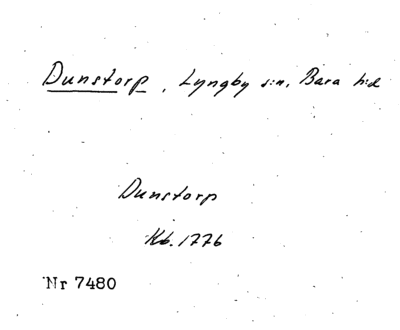 Dunstorp, Lyngby s:n, Bara h:d
Dunstorp
Kb. 1776
Nr 7480